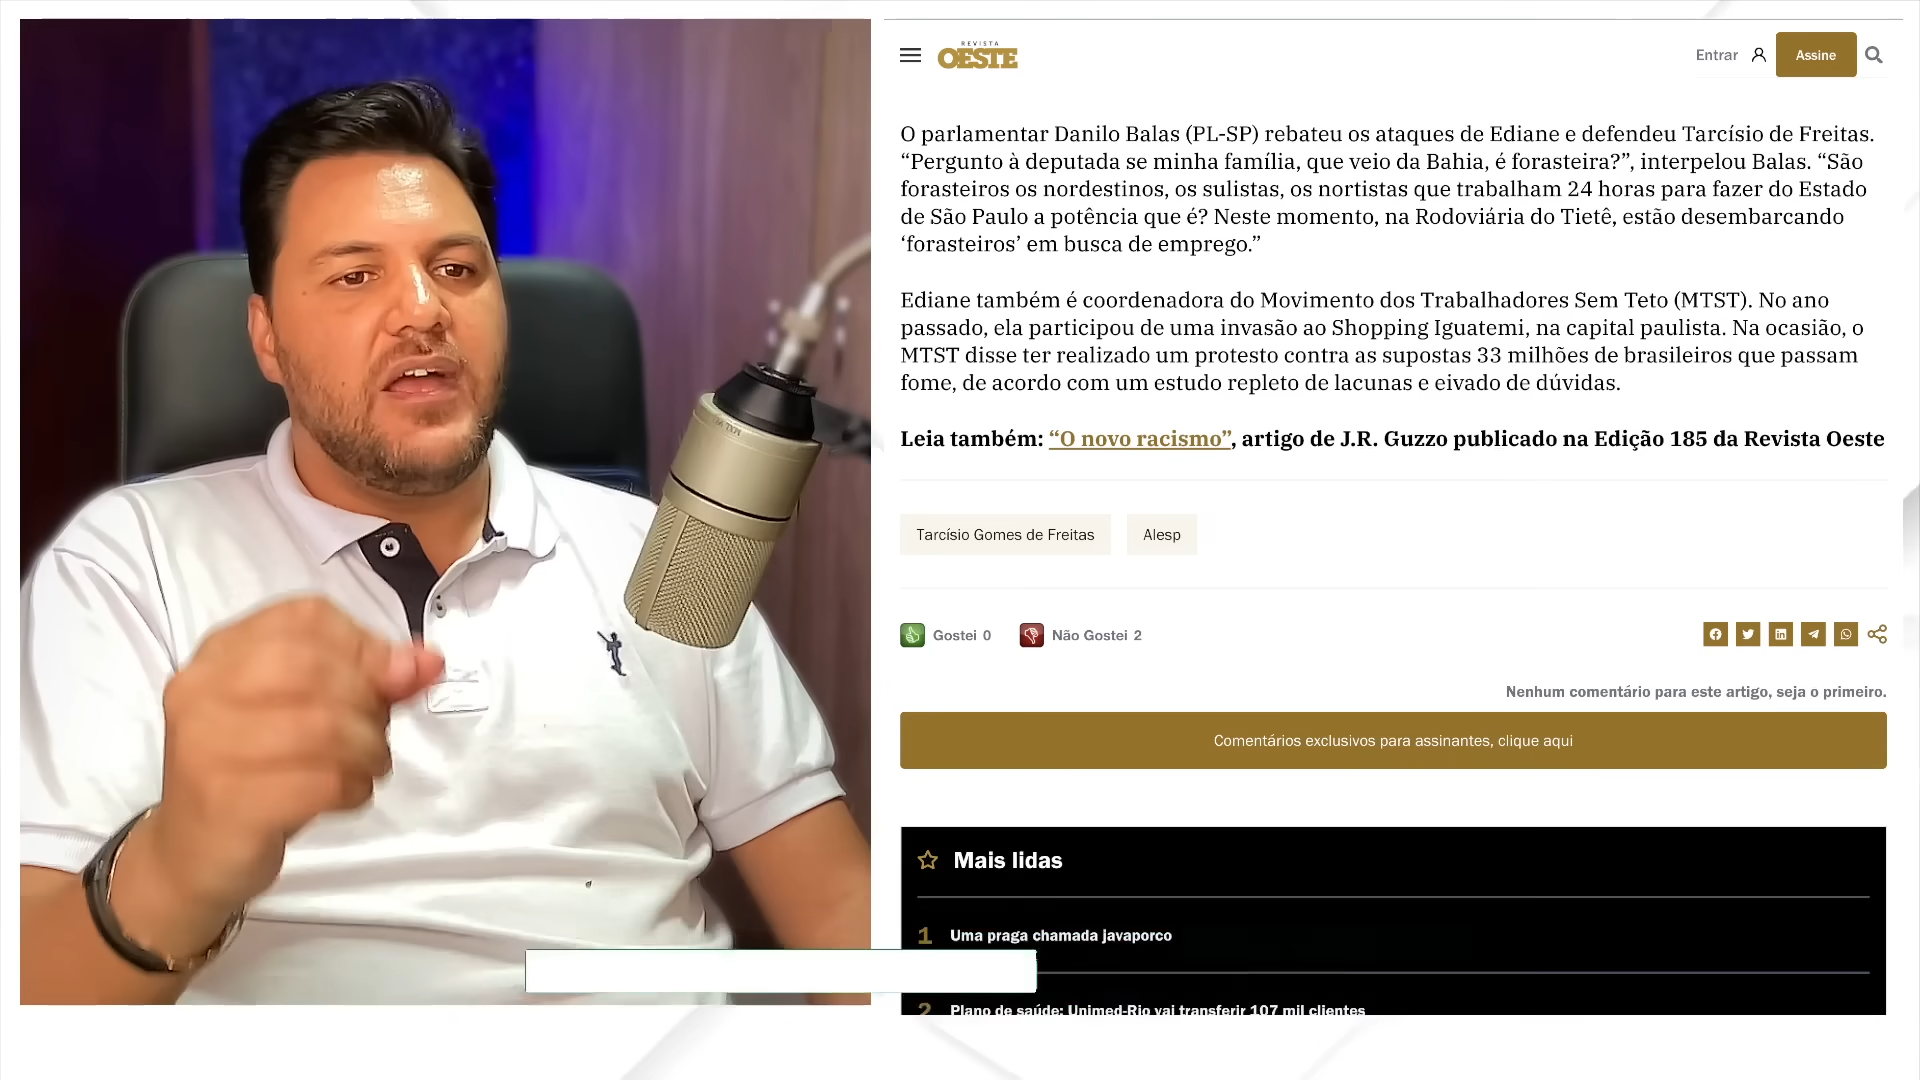 REVISTA
OESTE
Entrar
Assine
O parlamentar Danilo Balas (PL-SP) rebateu os ataques de Ediane e defendeu Tarcísio de Freitas.
“Pergunto à deputada se minha família, que veio da Bahia, é forasteira?”, interpelou Balas. “São
forasteiros os nordestinos, os sulistas, os nortistas que trabalham 24 horas para fazer do Estado
de São Paulo a potência que é? Neste momento, na Rodoviária do Tietê, estão desembarcando
‘forasteiros’ em busca de emprego.”
Ediane também é coordenadora do Movimento dos Trabalhadores Sem Teto (MTST). No ano
passado, ela participou de uma invasão ao Shopping Iguatemi, na capital paulista. Na ocasião, o
MTST disse ter realizado um protesto contra as supostas 33 milhões de brasileiros que passam
fome, de acordo com um estudo repleto de lacunas e eivado de dúvidas.
Leia também: “O novo racismo”, artigo de J.R. Guzzo publicado na Edição 185 da Revista Oeste
Tarcísio Gomes de Freitas
Alesp
Gostei 0
Não Gostei 2
Nenhum comentário para este artigo, seja o primeiro.
Comentários exclusivos para assinantes, clique aqui
Mais lidas
1 Uma praga chamada javaporco
2 Plano de saúde: Unimed-Rio vai transferir 107 mil clientes